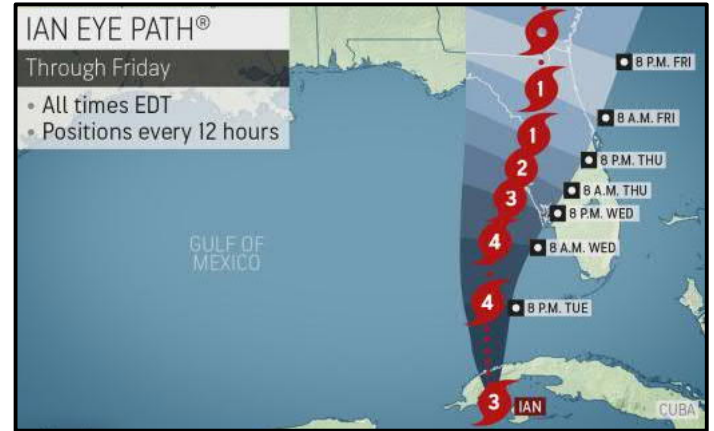 IAN EYE PATH®
Through Friday
• All times EDT
• Positions every 12 hours
8 P.M. FRI
1
8 A.M. FRI
1
8 P.M. THU
2
8 A.M. THU
3
8 P.M. WED
4
GULF OF
MEXICO
8 A.M. WED
4
8 P.M. TUE
3
IAN
CUBA